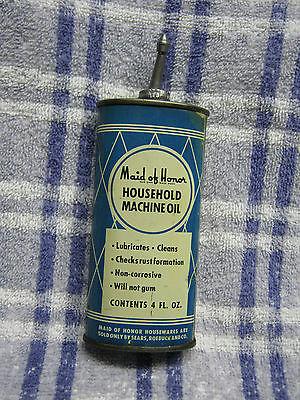 Maid of Honor
HOUSEHOLD
MACHINE OIL
• Lubricates • Cleans
• Checks rust formation
• Non-corrosive
• Will not gum
CONTENTS 4 FL. OZ.
MAID OF HONOR HOUSEWARES ARE
SOLD ONLY BY SEARS, ROEBUCK AND CO.